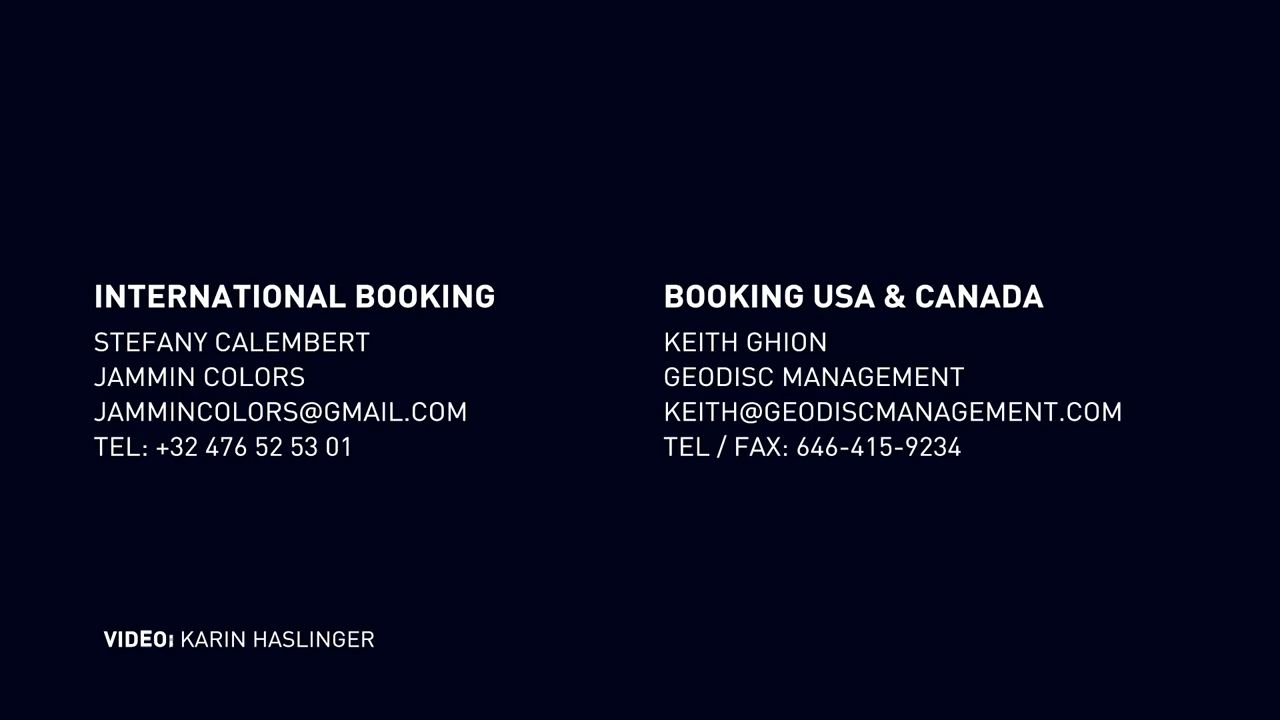 INTERNATIONAL BOOKING
STEFANY CALEMBERT
JAMMIN COLORS
JAMMINCOLORS@GMAIL.COM
TEL: +32 476 52 53 01
BOOKING USA & CANADA
KEITH GHION
GEODISC MANAGEMENT
KEITH@GEODISCMANAGEMENT.COM
TEL / FAX: 646-415-9234
VIDEO: KARIN HASLINGER